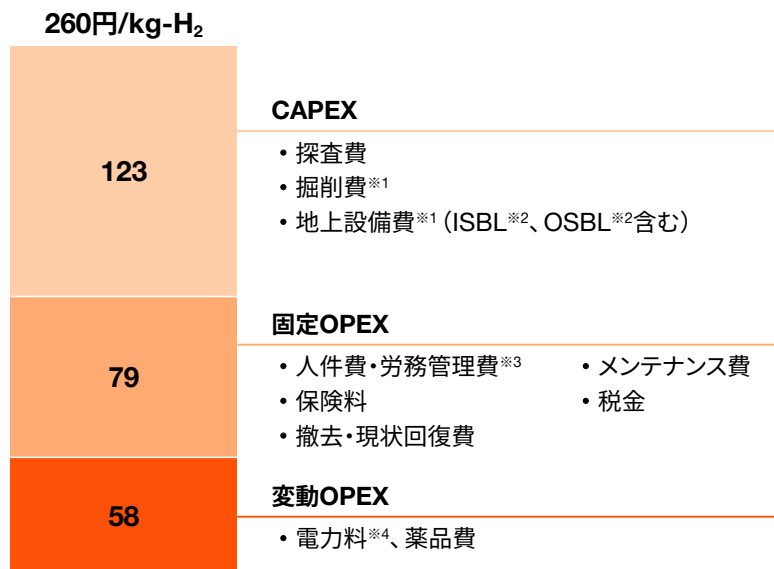 260円/kg-H₂
123
CAPEX
• 探査費
• 掘削費※1
• 地上設備費※1（ISBL※2、OSBL※2含む）
79
固定OPEX
• 人件費・労務管理費※3 • メンテナンス費
• 保険料 • 税金
• 撤去・現状回復費
58
変動OPEX
• 電力料※4、薬品費